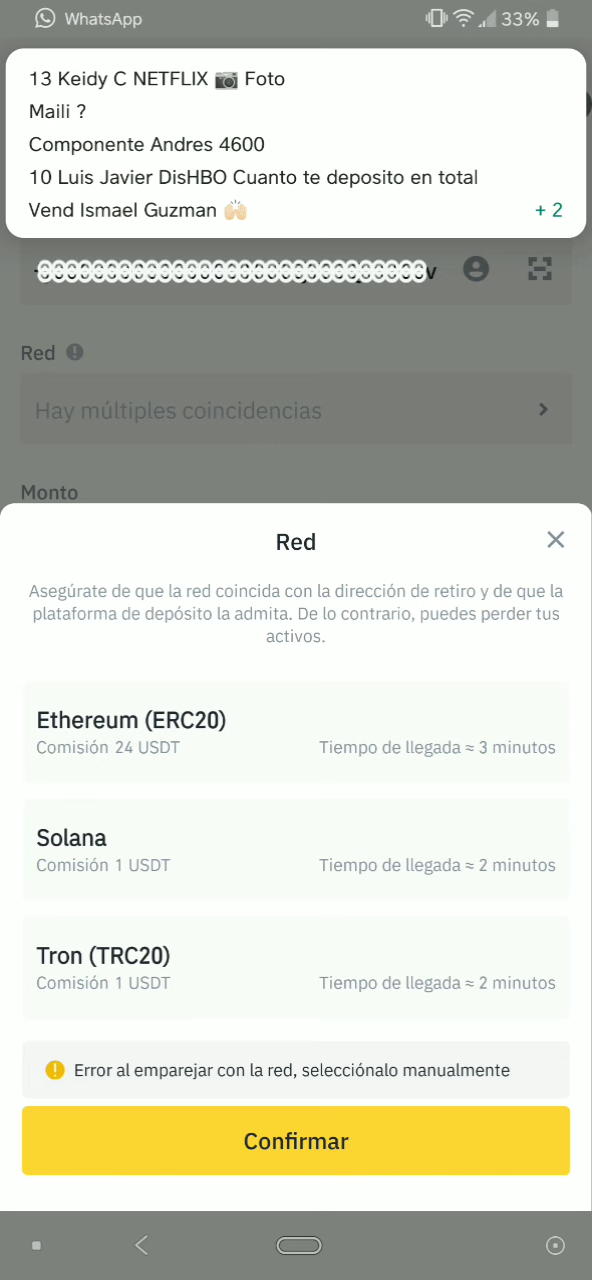 WhatsApp
33%
13 Keidy C NETFLIX 📷 Foto
Maili ?
Componente Andres 4600
10 Luis Javier DisHBO Cuanto te deposito en total
Vend Ismael Guzman 🙌🏻
+ 2
Red
Hay múltiples coincidencias
Monto
Red
Asegúrate de que la red coincida con la dirección de retiro y de que la
plataforma de depósito la admita. De lo contrario, puedes perder tus
activos.
Ethereum (ERC20)
Comisión 24 USDT Tiempo de llegada ≈ 3 minutos
Solana
Comisión 1 USDT Tiempo de llegada ≈ 2 minutos
Tron (TRC20)
Comisión 1 USDT Tiempo de llegada ≈ 2 minutos
Error al emparejar con la red, selecciónalo manualmente
Confirmar